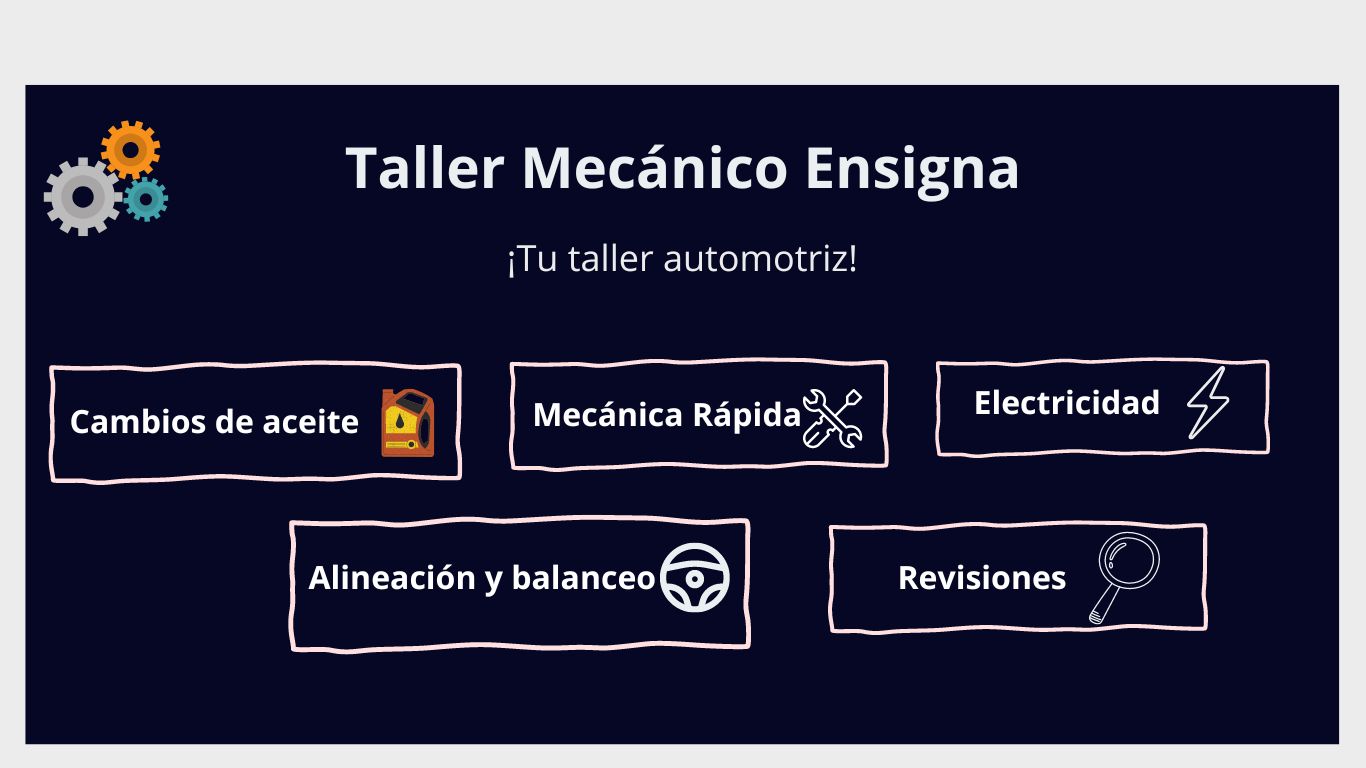 Taller Mecánico Ensigna
¡Tu taller automotriz!
Cambios de aceite
Mecánica Rápida
Electricidad
Alineación y balanceo
Revisiones